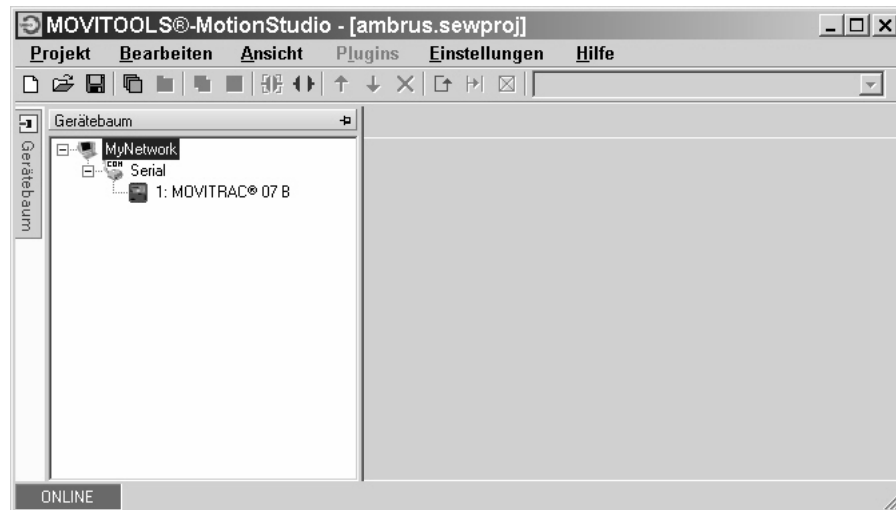 MOVITOOLS®-MotionStudio - [ambrus.sewproj]
Projekt Bearbeiten Ansicht Plugins Einstellungen Hilfe
Gerätebaum
Gerätebaum
MyNetwork
COM
Serial
1: MOVITRAC® 07 B
ONLINE